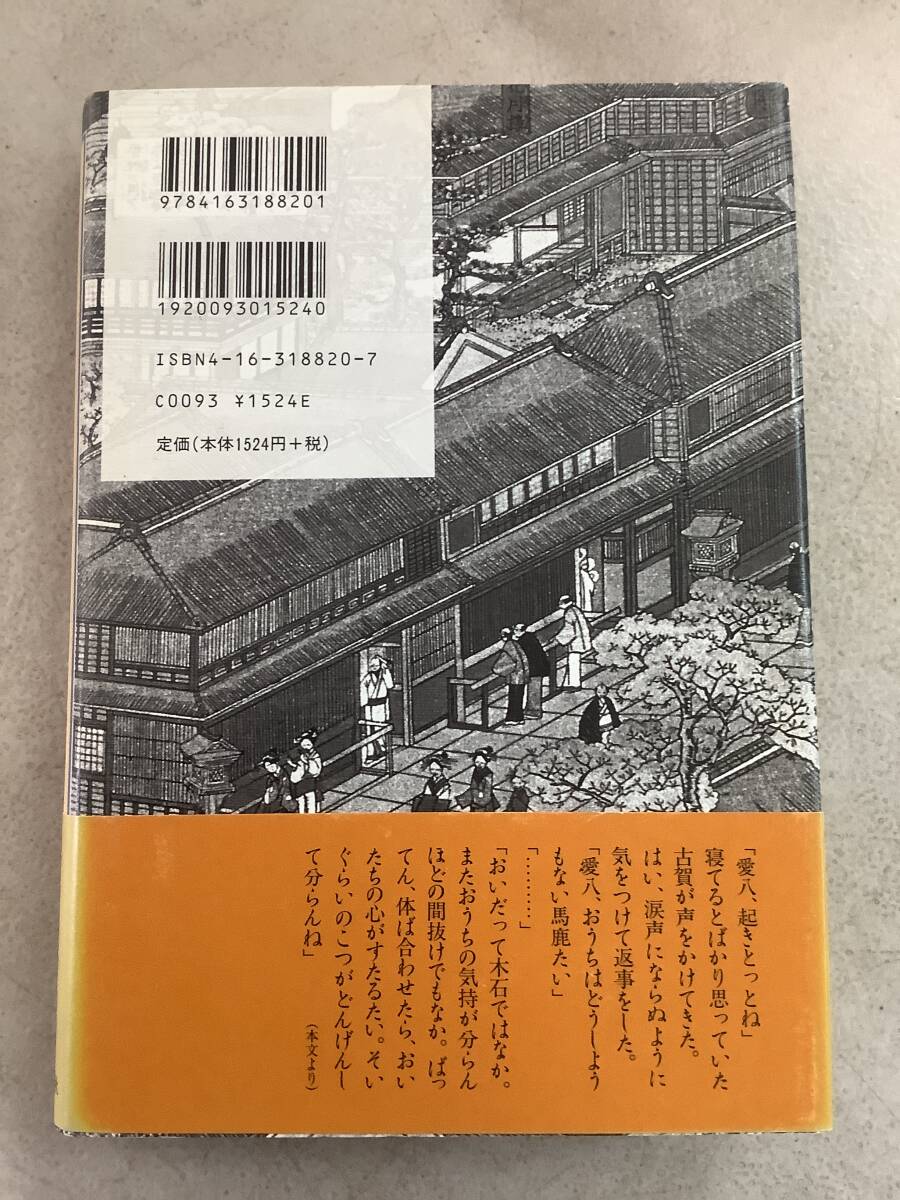 9784163188201
1920093015240
ISBN4-16-318820-7
C0093 ¥1524E
定価(本体1524円+税)
「愛八、起きとっとね」
寝てるとばかり思っていた
古賀が声をかけてきた。
はい、涙声にならぬように
気をつけて返事をした。
「愛八、おうちはどうしよう
もない馬鹿たい」
「………」
「おいだって木石ではなか。
またおうちの気持が分らん
ほどの間抜けでもなか。ばっ
てん、体ば合わせたら、おい
たちの心がすたるたい。そい
ぐらいのこつがどんげんし
て分らんね」
(本文より)